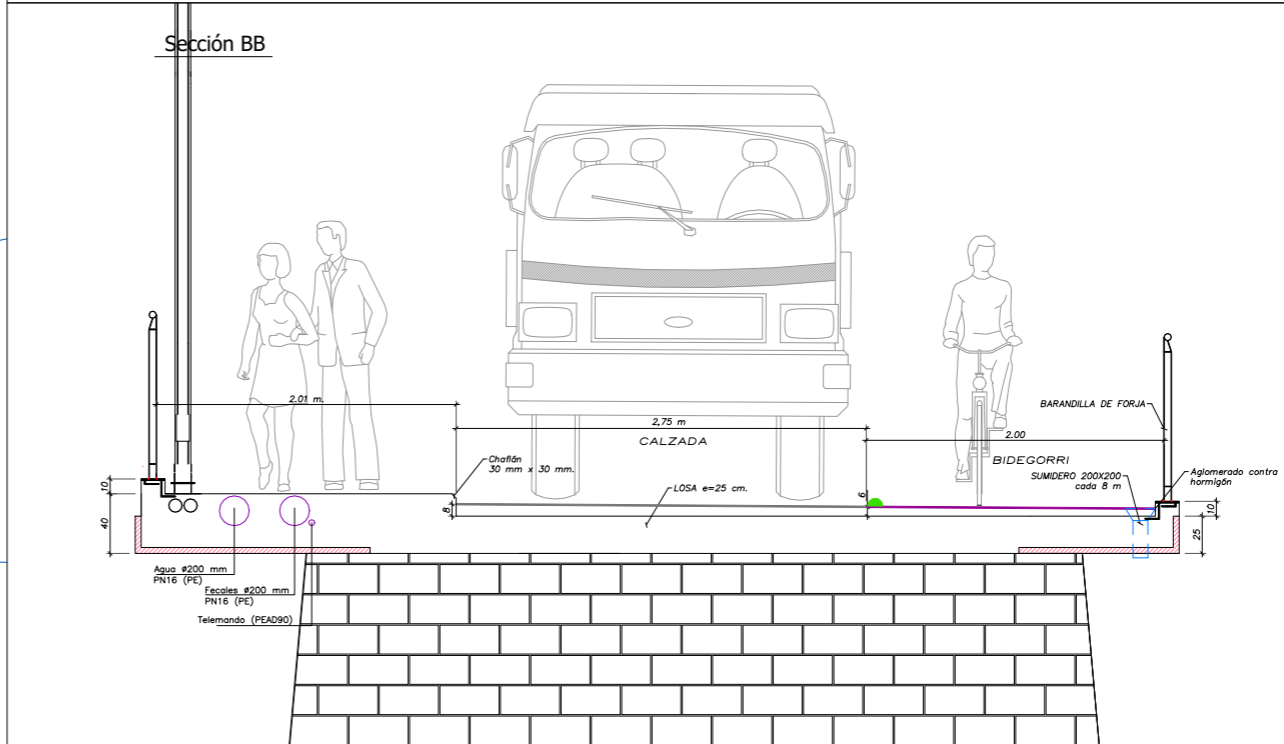 Sección BB
2.01 m.
2,75 m
CALZADA
BARANDILLA DE FORJA
2.00
BIDEGORRI
Chaflán
30 mm x 30 mm.
SUMIDERO 200X200
cada 8 m
Aglomerado contra
hormigón
LOSA e=25 cm.
10
40
8
6
10
25
Agua ø200 mm
PN16 (PE)
Fecales ø200 mm
PN16 (PE)
Telemando (PEAD90)